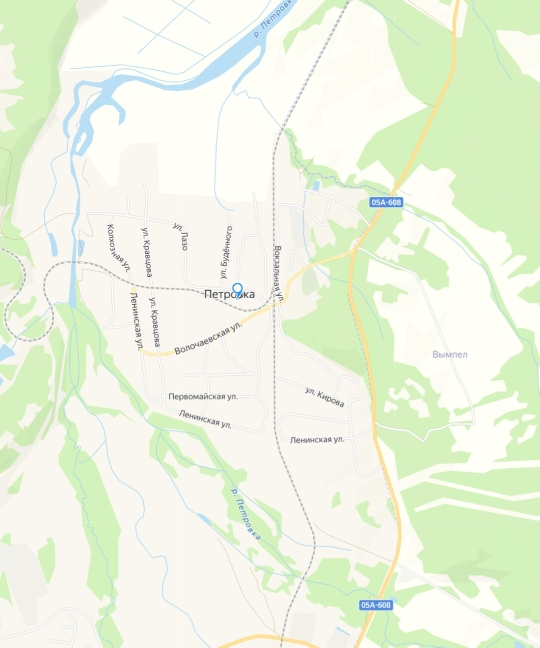 р. Петровка
05А-608
Колхозная ул.
ул. Кравцова
ул. Лазо
ул. Будённого
Вокзальная ул.
Петровка
Ленинская ул.
ул. Кравцова
Волочаевская ул.
Вымпел
Первомайская ул.
ул. Кирова
Ленинская ул.
Ленинская ул.
р. Петровка
05А-608